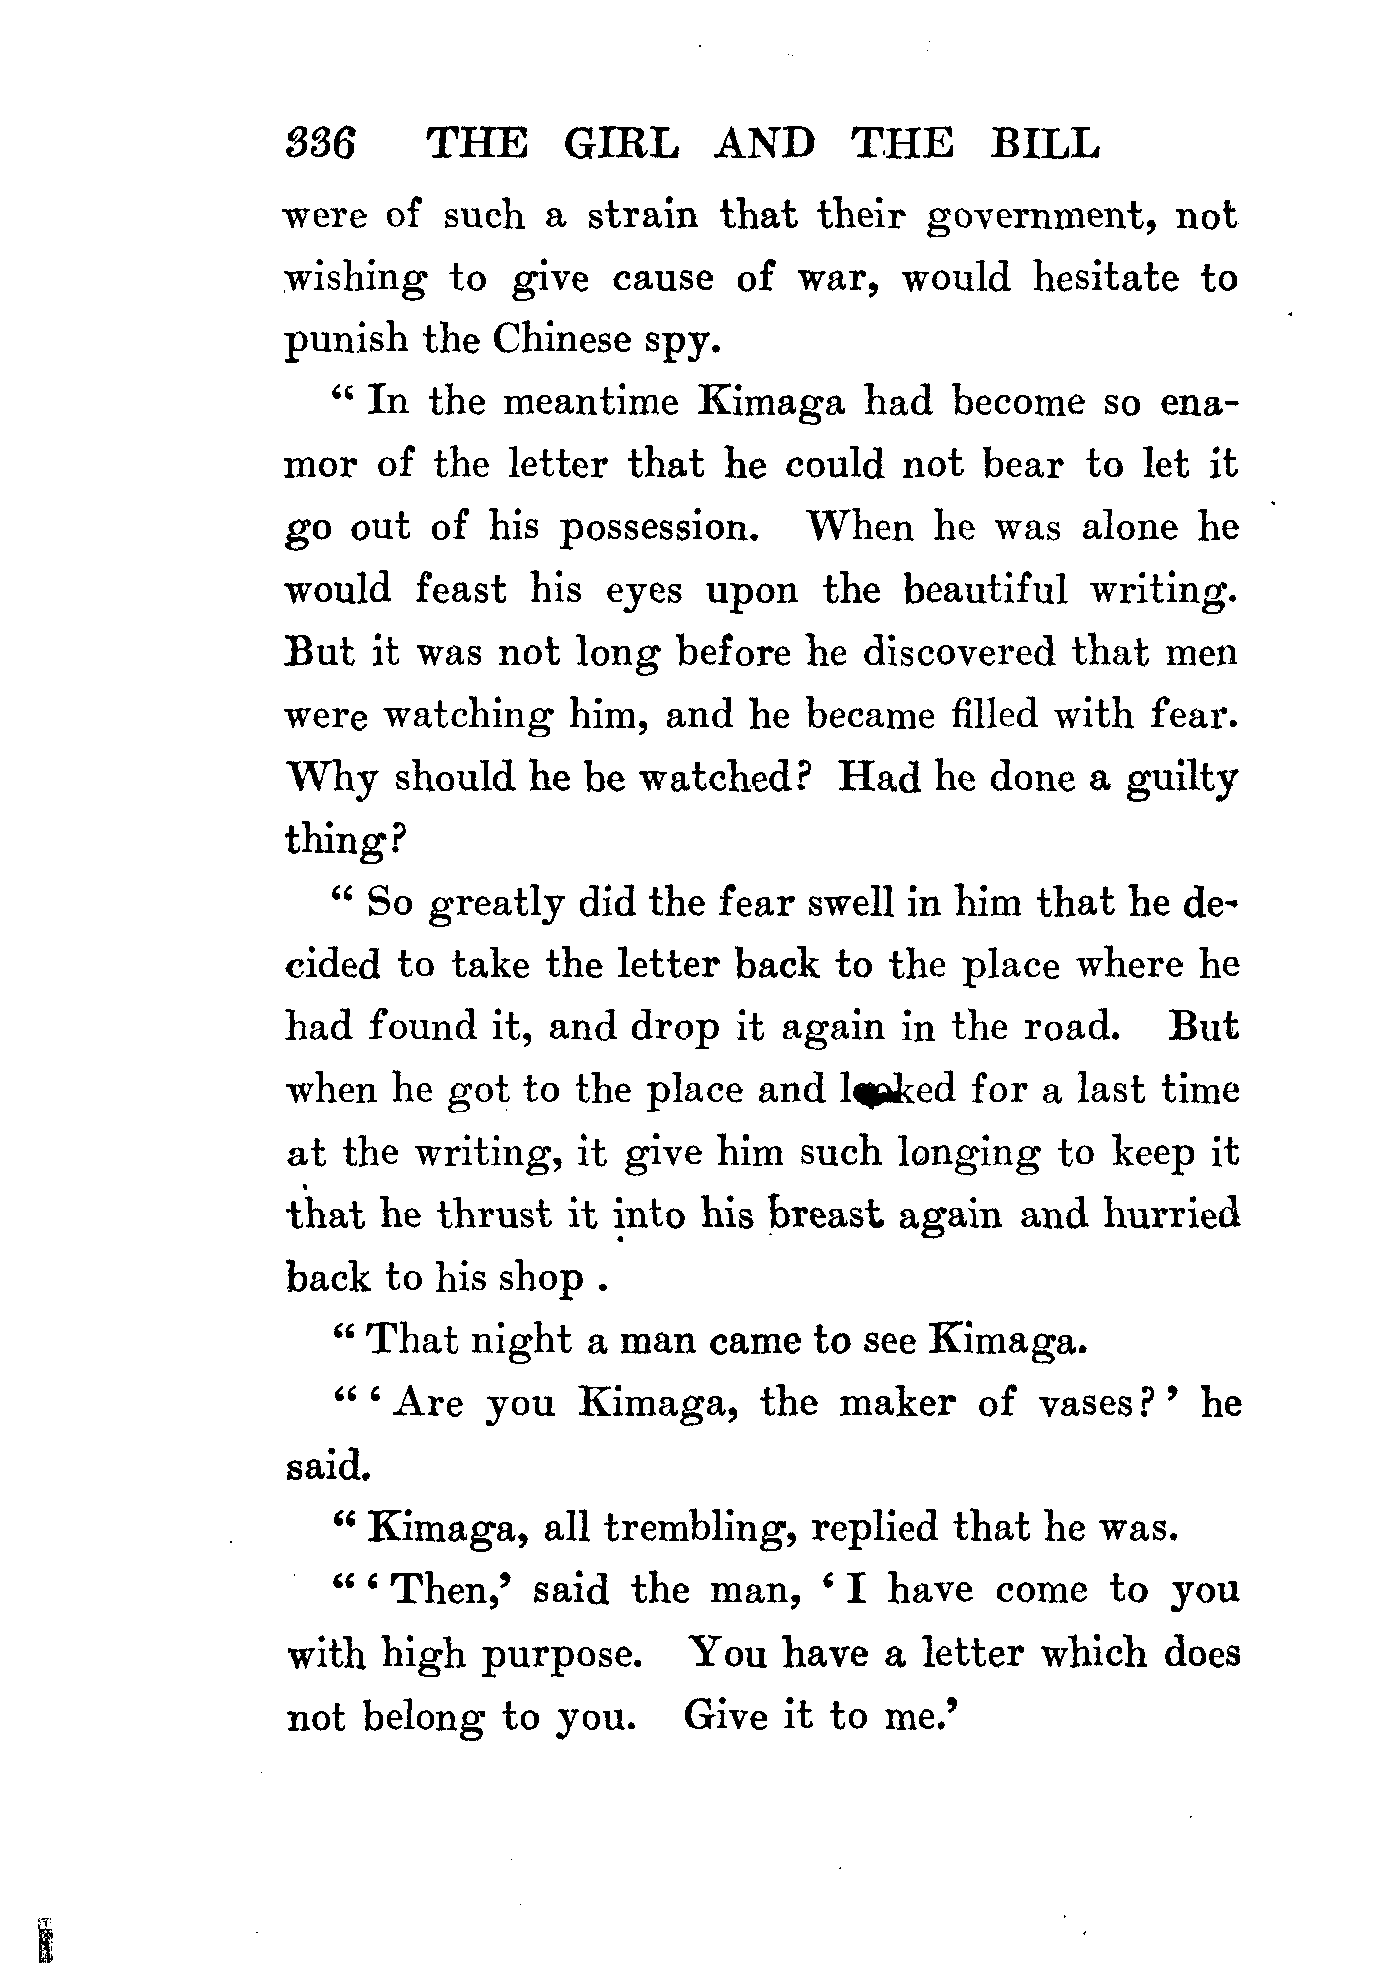 336 THE GIRL AND THE BILL
were of such a strain that their government, not
wishing to give cause of war, would hesitate to
punish the Chinese spy.
“ In the meantime Kimaga had become so ena-
mor of the letter that he could not bear to let it
go out of his possession. When he was alone he
would feast his eyes upon the beautiful writing.
But it was not long before he discovered that men
were watching him, and he became filled with fear.
Why should he be watched? Had he done a guilty
thing?
“ So greatly did the fear swell in him that he de-
cided to take the letter back to the place where he
had found it, and drop it again in the road. But
when he got to the place and looked for a last time
at the writing, it give him such longing to keep it
that he thrust it into his breast again and hurried
back to his shop .
“ That night a man came to see Kimaga.
“ ‘ Are you Kimaga, the maker of vases? ’ he
said.
“ Kimaga, all trembling, replied that he was.
“ ‘ Then,’ said the man, ‘ I have come to you
with high purpose. You have a letter which does
not belong to you. Give it to me.’